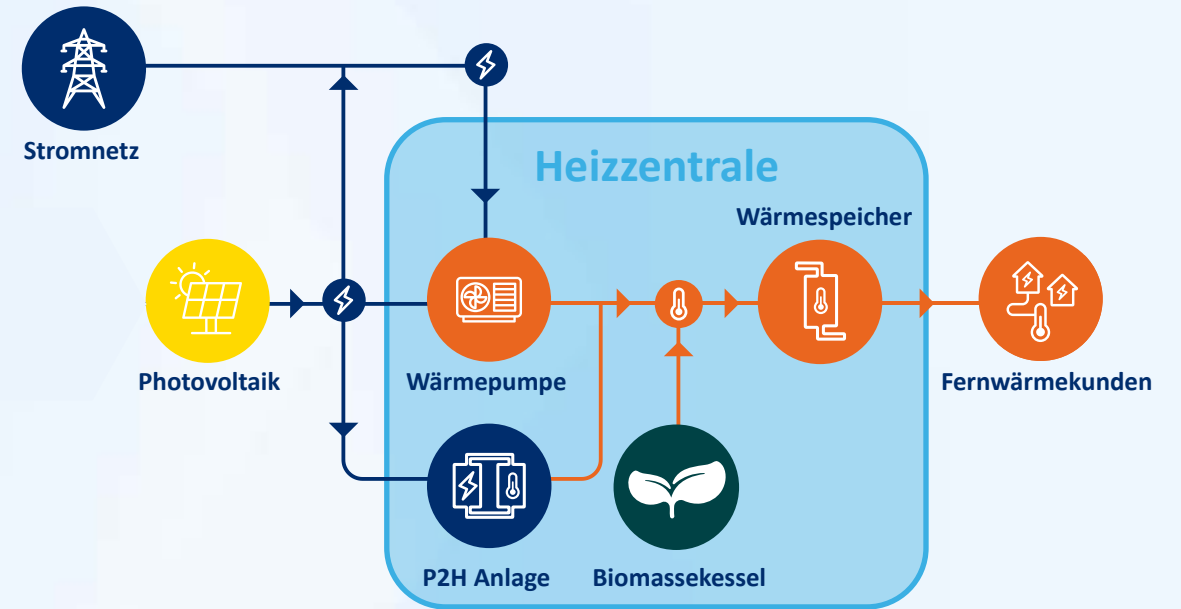 Stromnetz
Heizzentrale
Wärmespeicher
Photovoltaik
Wärmepumpe
Fernwärmekunden
P2H Anlage
Biomassekessel